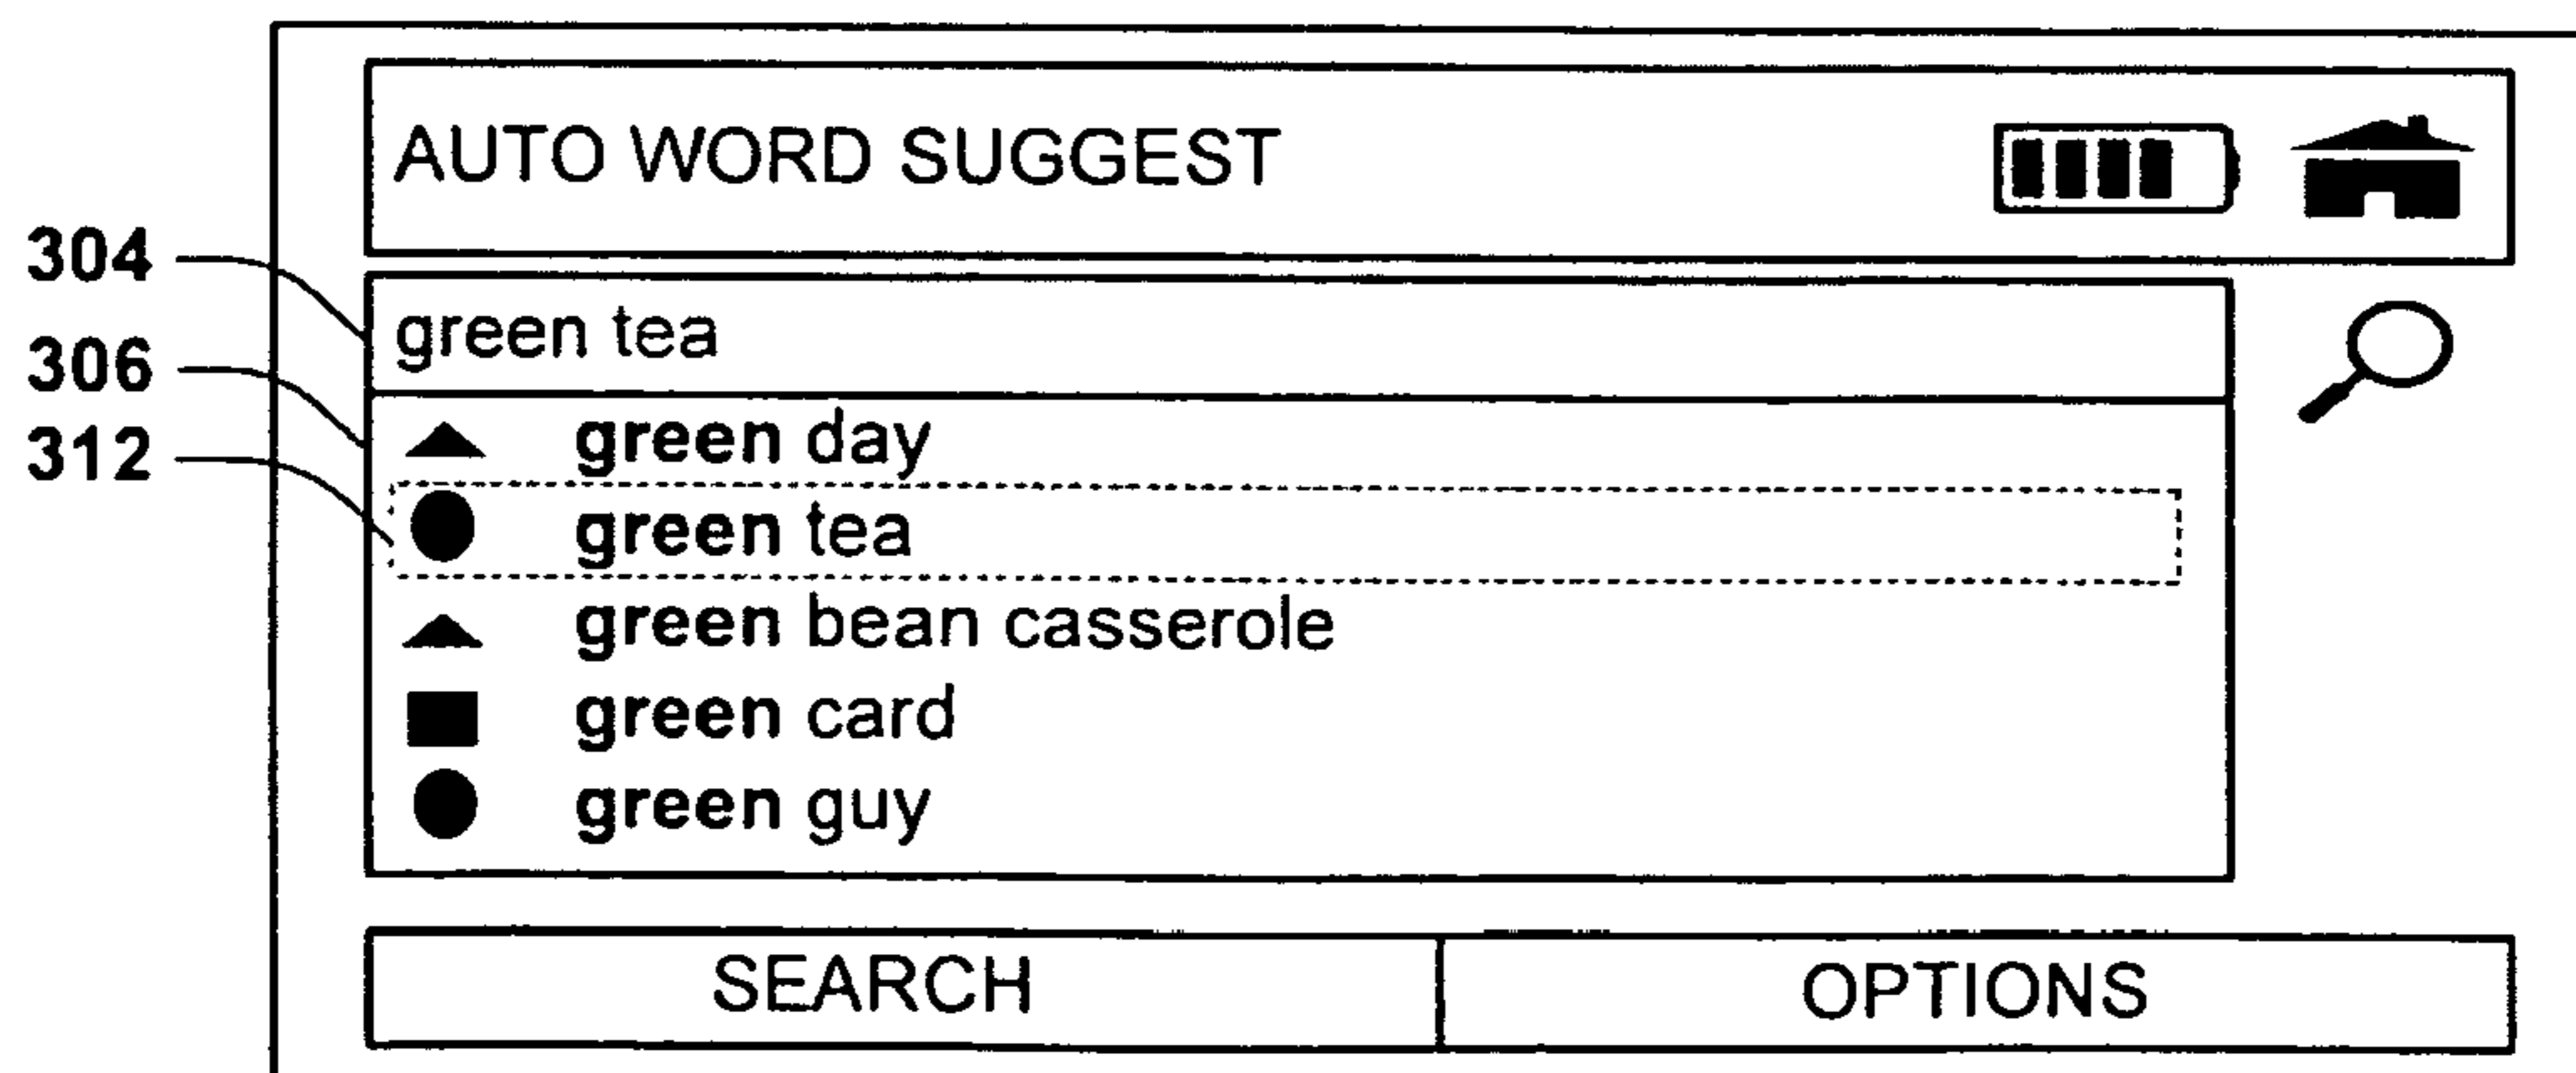 AUTO WORD SUGGEST
304
green tea
306
green day
312
green tea
green bean casserole
green card
green guy
SEARCH
OPTIONS